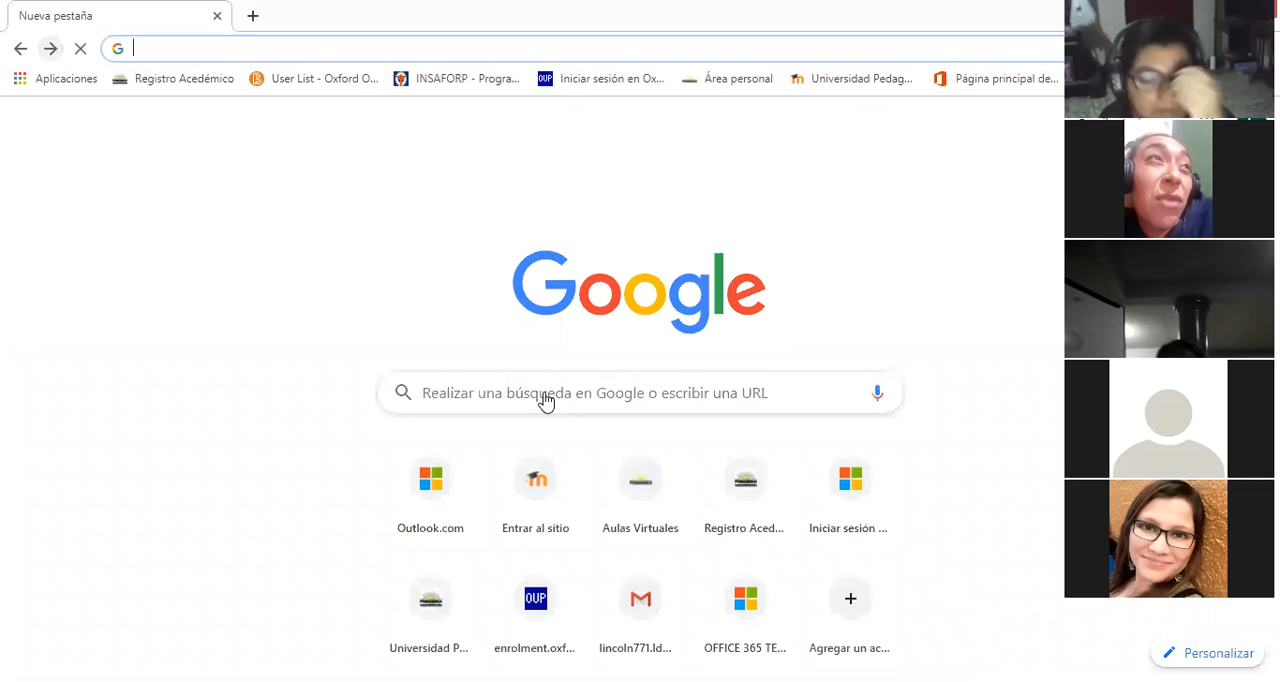 Nueva pestaña
Aplicaciones
Registro Acedémico
User List - Oxford O...
INSAFORP - Progra...
OUP
Iniciar sesión en Ox...
Área personal
Universidad Pedag...
Página principal de...
Google
Realizar una búsqueda en Google o escribir una URL
Outlook.com
Entrar al sitio
Aulas Virtuales
Registro Aced...
Iniciar sesión ...
OUP
Universidad P...
enrolment.oxf...
lincoln771.ld...
OFFICE 365 TE...
Agregar un ac...
Personalizar